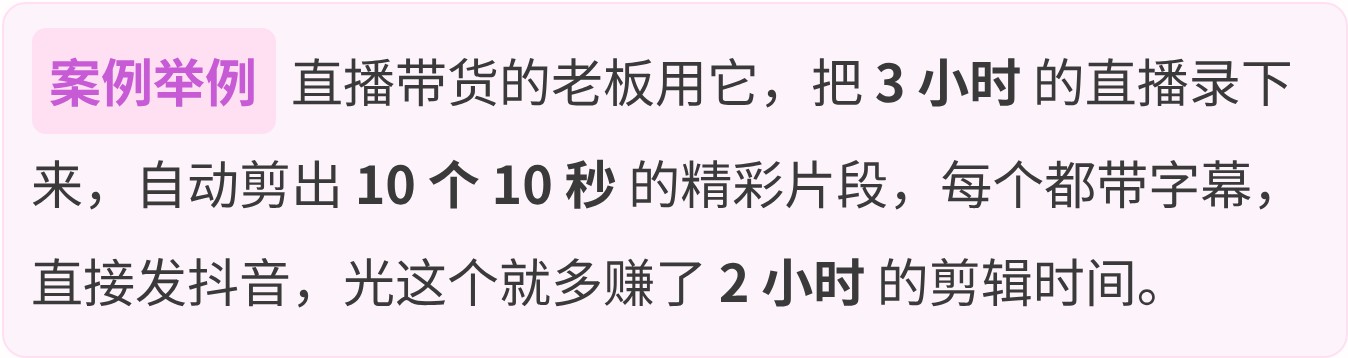 案例举例 直播带货的老板用它，把 3 小时 的直播录下
来，自动剪出 10 个 10 秒 的精彩片段，每个都带字幕，
直接发抖音，光这个就多赚了 2 小时 的剪辑时间。